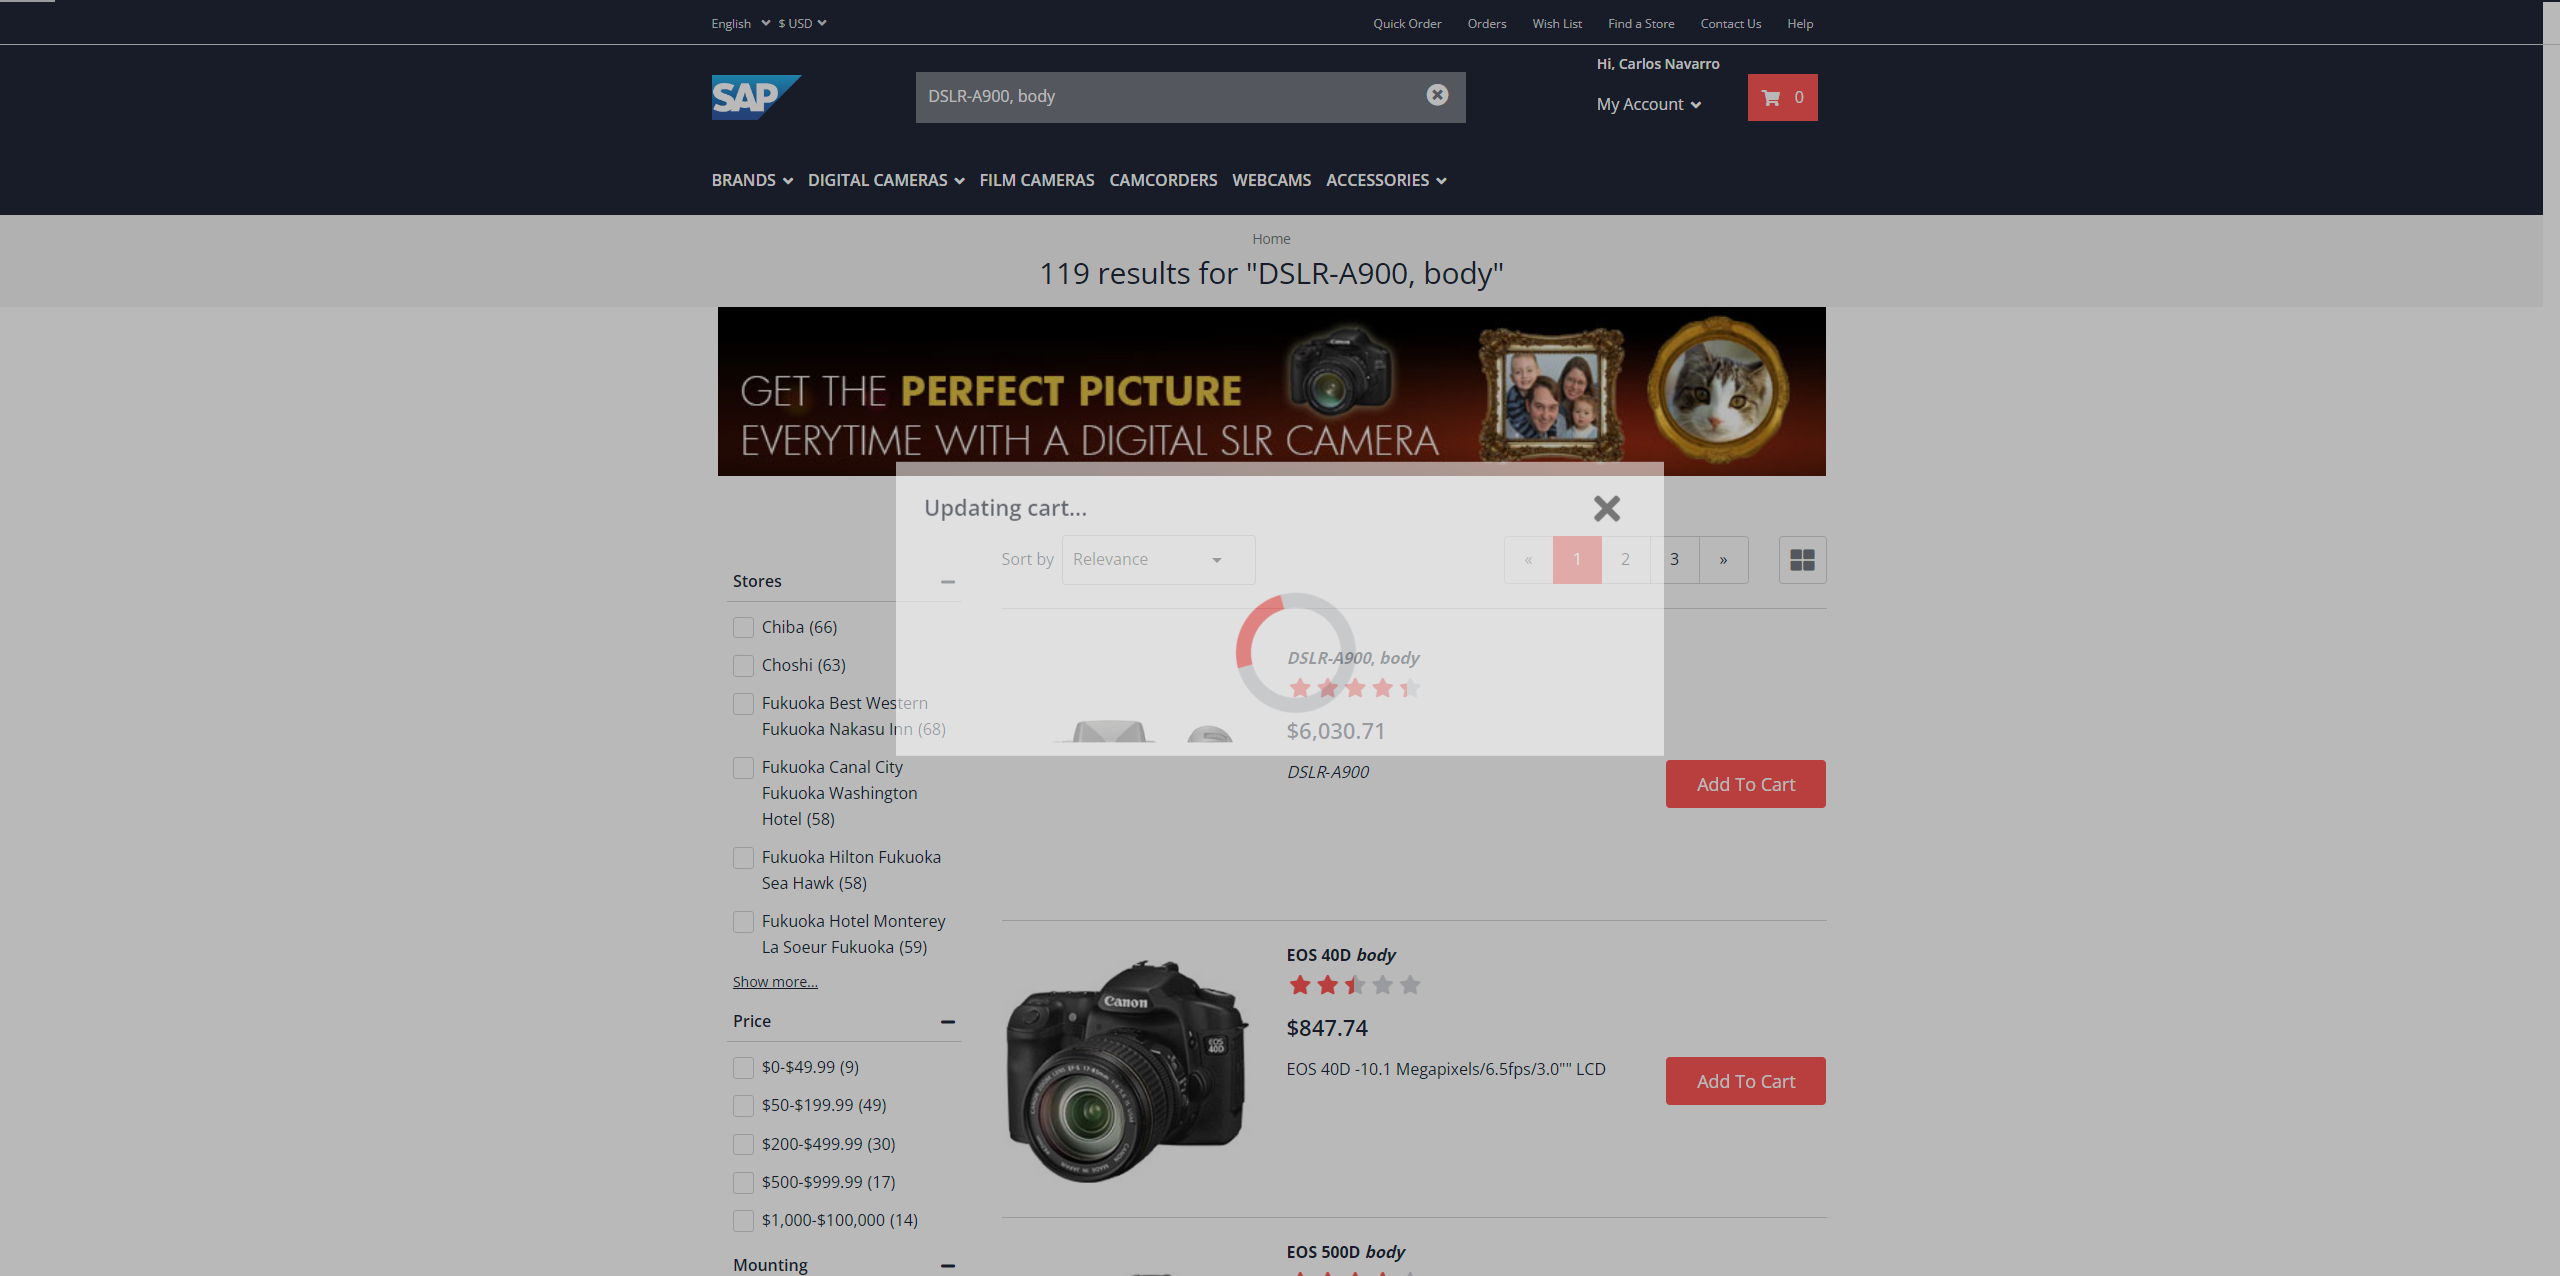 English $ USD
Quick Order Orders Wish List Find a Store Contact Us Help
SAP
DSLR-A900, body
Hi, Carlos Navarro
My Account
0
BRANDS DIGITAL CAMERAS FILM CAMERAS CAMCORDERS WEBCAMS ACCESSORIES
Home
119 results for "DSLR-A900, body"
GET THE PERFECT PICTURE
EVERYTIME WITH A DIGITAL SLR CAMERA
Updating cart...
Sort by Relevance
« 1 2 3 »
Stores
Chiba (66)
Choshi (63)
Fukuoka Best Western
Fukuoka Nakasu Inn (68)
Fukuoka Canal City
Fukuoka Washington
Hotel (58)
Fukuoka Hilton Fukuoka
Sea Hawk (58)
Fukuoka Hotel Monterey
La Soeur Fukuoka (59)
Show more...
Price
$0-$49.99 (9)
$50-$199.99 (49)
$200-$499.99 (30)
$500-$999.99 (17)
$1,000-$100,000 (14)
Mounting
DSLR-A900, body
$6,030.71
DSLR-A900
Add To Cart
Canon
EOS
40D
EOS 40D body
$847.74
EOS 40D -10.1 Megapixels/6.5fps/3.0"" LCD
Add To Cart
EOS 500D body